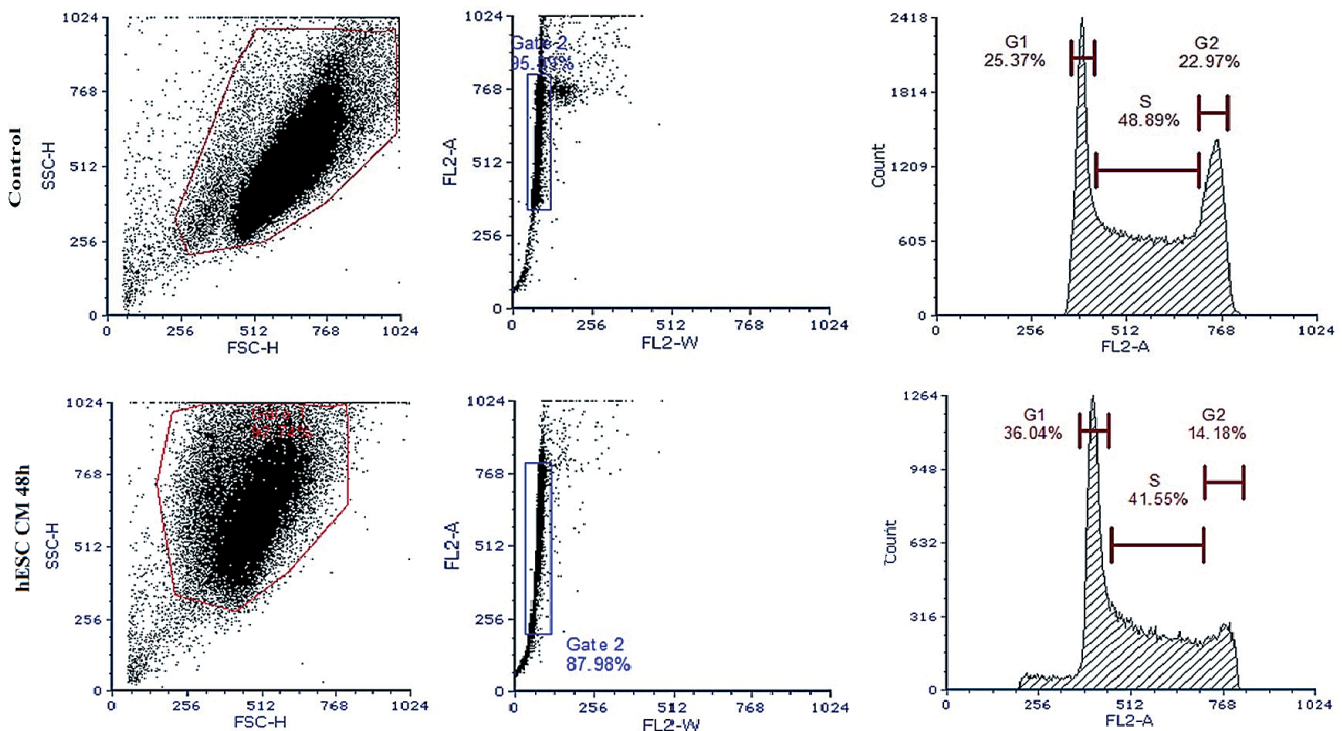 Control
1024
768
512
256
0
SSC-H
0 256 512 768 1024
FSC-H
1024
768
512
256
0
FL2-A
Gate 2
0 256 512 768 1024
FL2-W
2418
1814
1209
605
0
Count
G1
25.37%
S
48.89%
G2
22.97%
0 256 512 768 1024
FL2-A
hESC CM 48h
1024
768
512
256
0
SSC-H
0 256 512 768 1024
FSC-H
1024
768
512
256
0
FL2-A
Gate 2
87.98%
0 256 512 768 1024
FL2-W
1264
948
632
316
0
Count
G1
36.04%
S
41.55%
G2
14.18%
0 256 512 768 1024
FL2-A